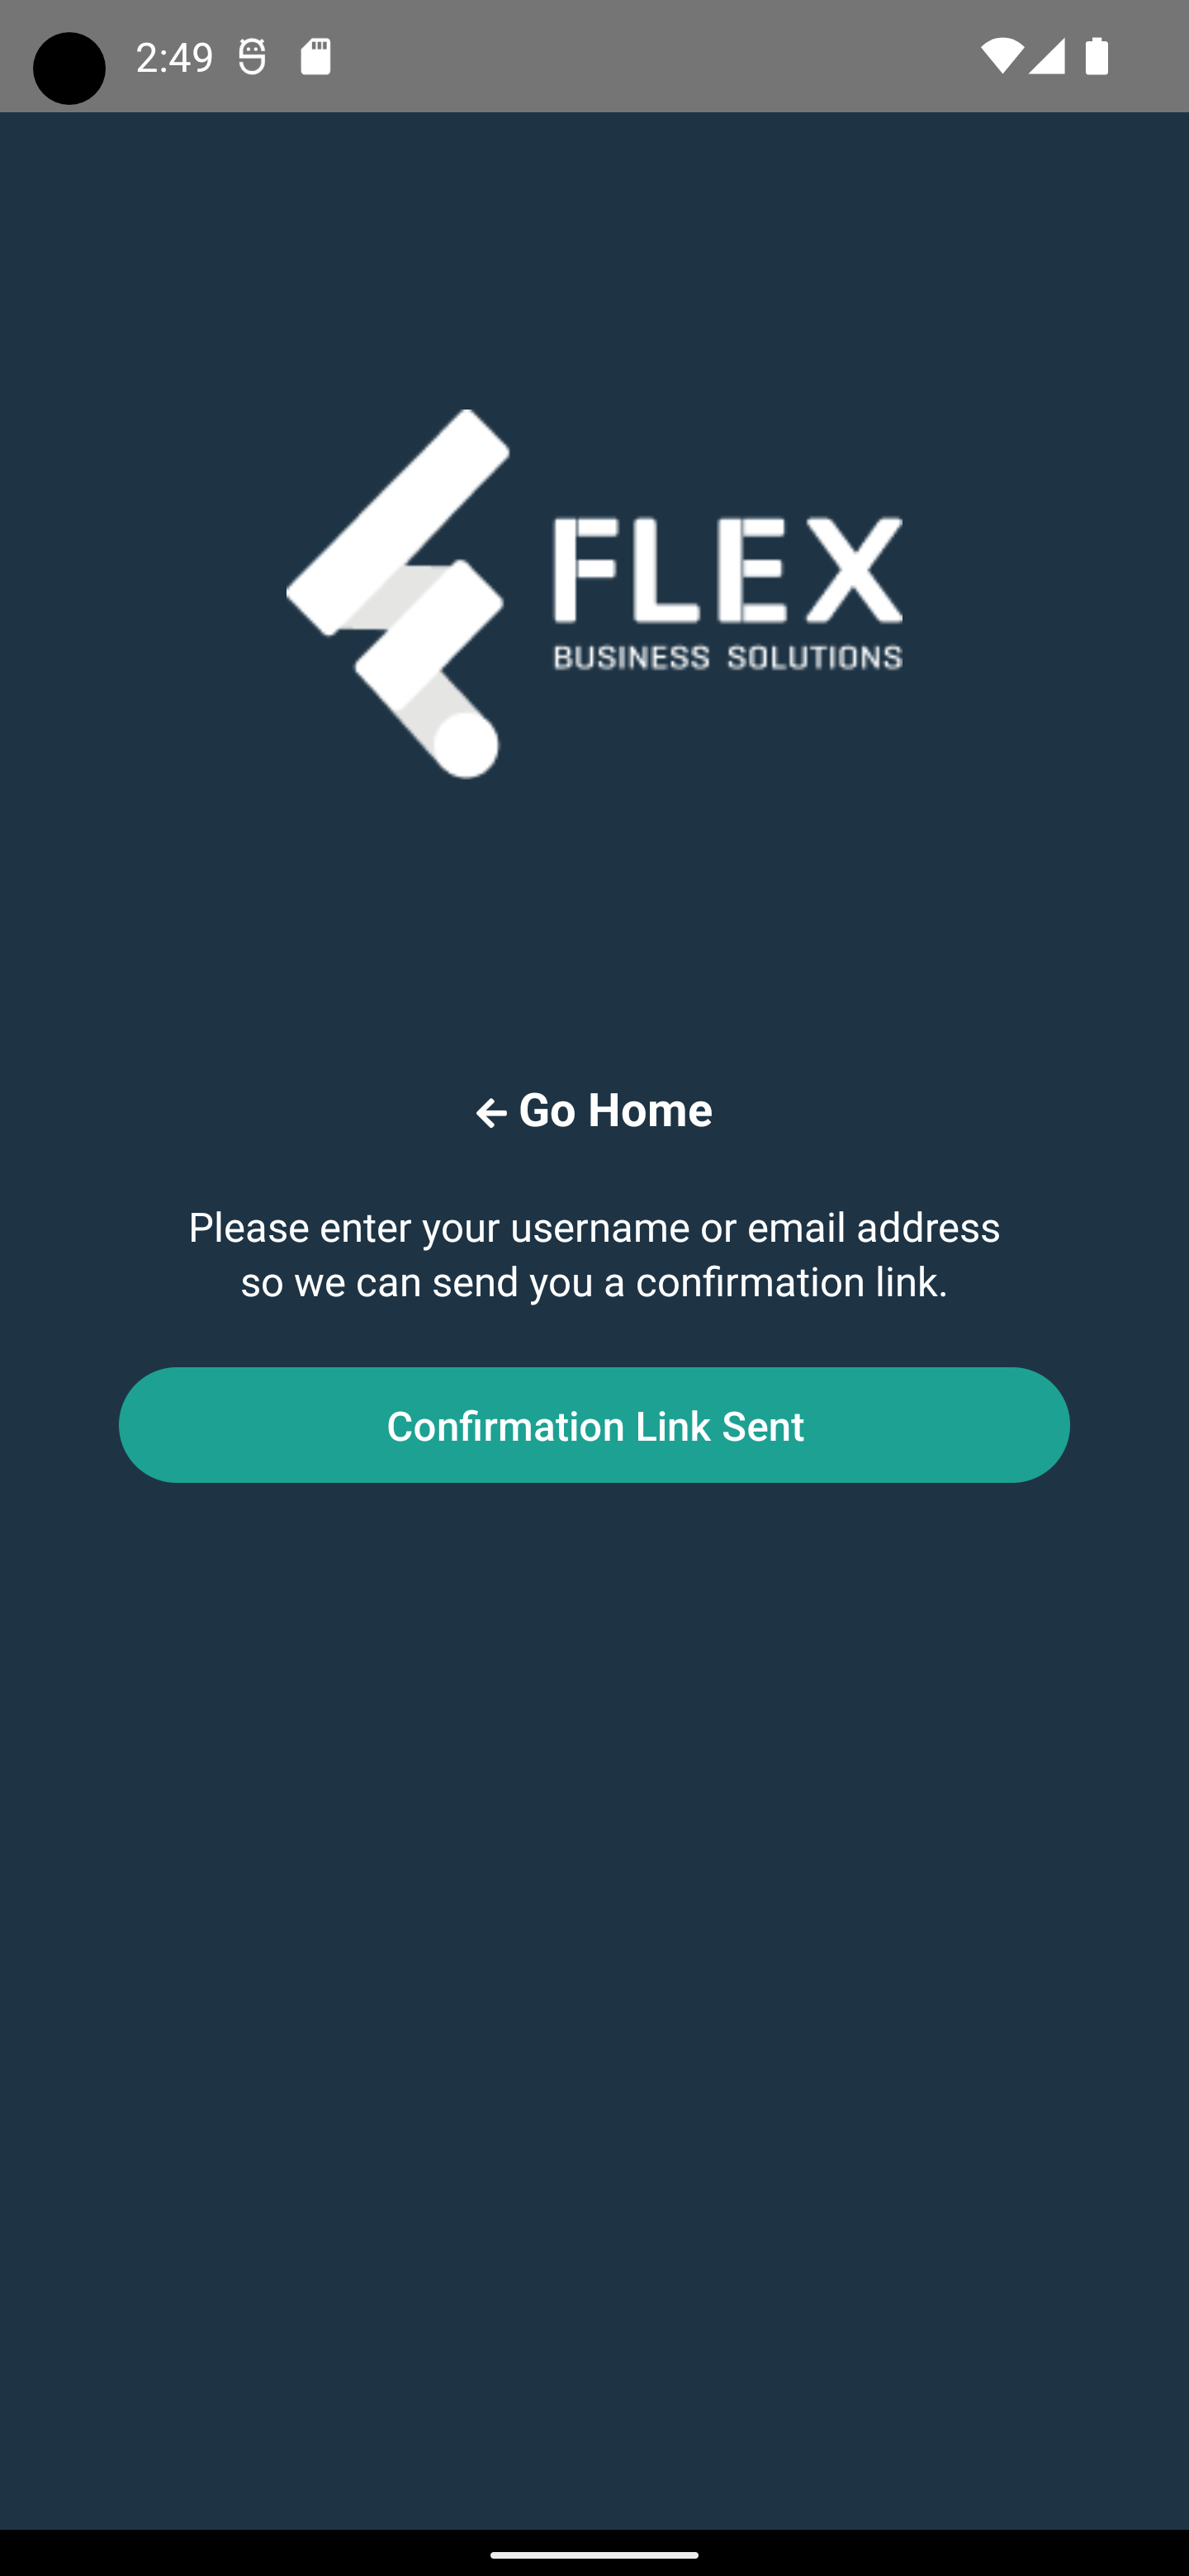 2:49
FLEX
BUSINESS SOLUTIONS
Go Home
Please enter your username or email address
so we can send you a confirmation link.
Confirmation Link Sent